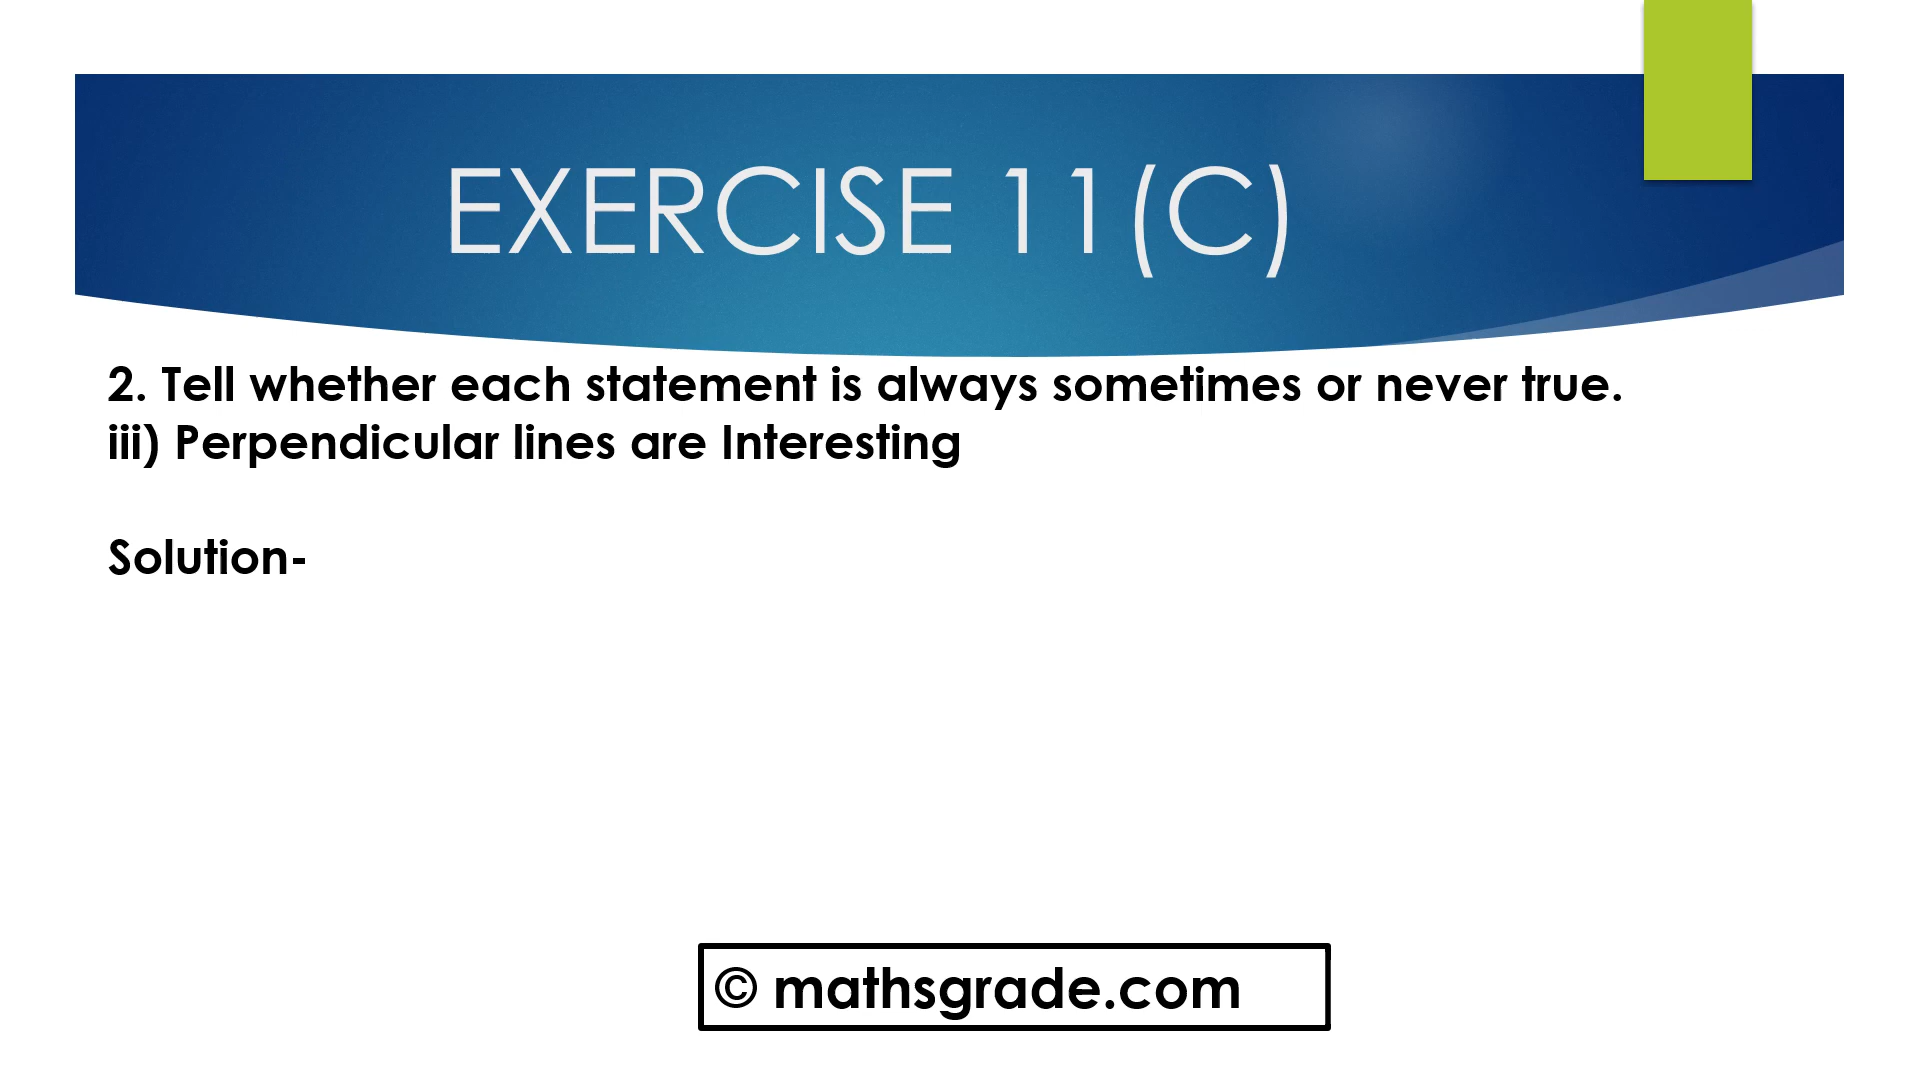 EXERCISE 11(C)
2. Tell whether each statement is always sometimes or never true.
iii) Perpendicular lines are Interesting
Solution-
© mathsgrade.com